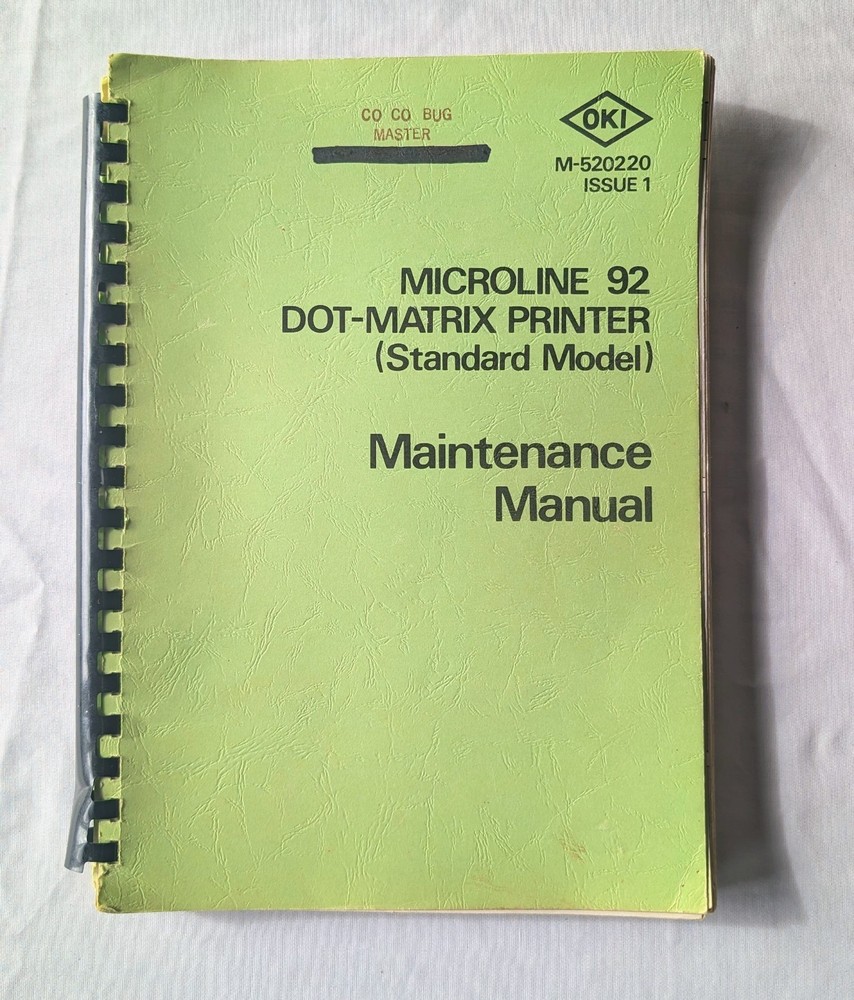 CO CO BUG
MASTER
OKI
M-520220
ISSUE 1
MICROLINE 92
DOT-MATRIX PRINTER
(Standard Model)
Maintenance
Manual